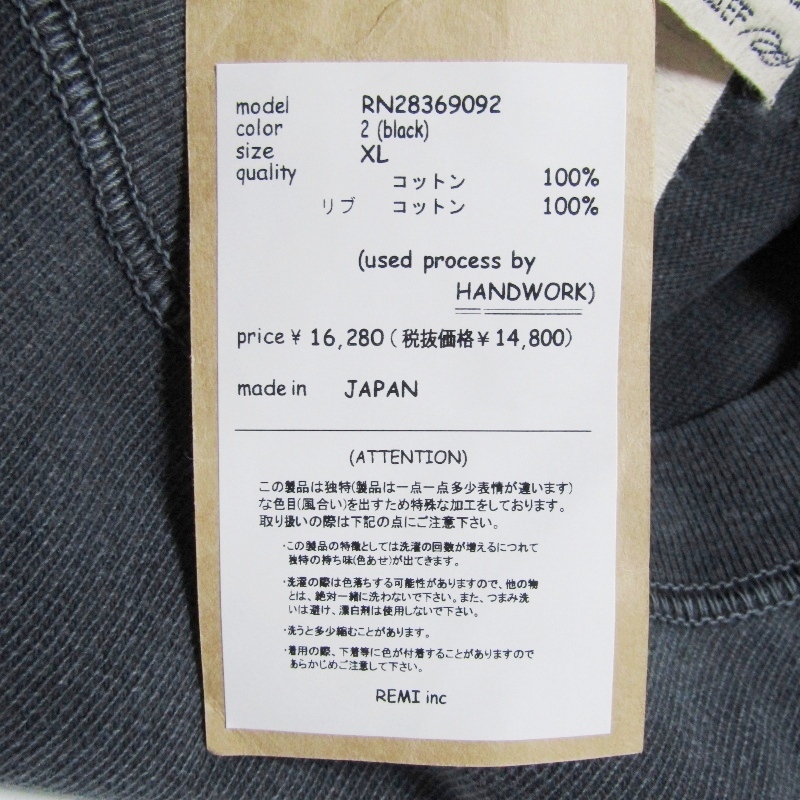 model RN28369092
color 2 (black)
size XL
quality コットン 100%
リブ コットン 100%
(used process by
HANDWORK)
price ¥ 16,280 ( 税抜価格 ¥ 14,800)
made in JAPAN
(ATTENTION)
この製品は独特(製品は一点一点多少表情が違います)
な色目(風合い)を出すため特殊な加工をしております。
取り扱いの際は下記の点にご注意下さい。
・この製品の特徴としては洗濯の回数が増えるにつれて
独特の持ち味(色あせ)が出てきます。
・洗濯の際は色落ちする可能性がありますので、他の物
とは、絶対一緒に洗わないで下さい。また、つまみ洗
いは避け、漂白剤は使用しないで下さい。
・洗うと多少縮むことがあります。
・着用の際、下着等に色が付着することがありますので
あらかじめご注意して下さい。
REMI inc